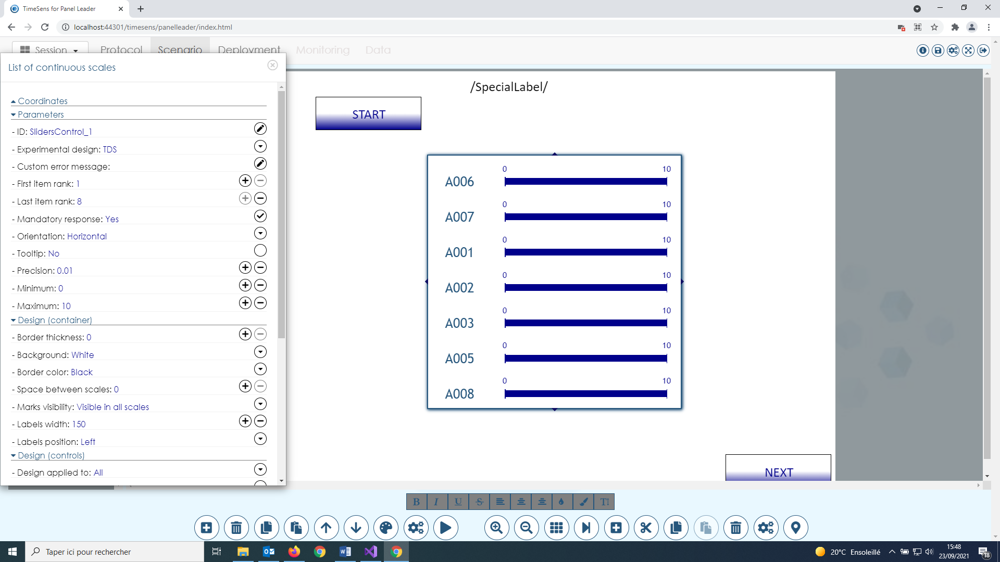 TimeSens for Panel Leader
localhost:44301/timesens/panelleader/index.html
Session Protocol Scenario Deployment Monitoring Data
List of continuous scales
Coordinates
Parameters
- ID: SlidersControl_1
- Experimental design: TDS
- Custom error message:
- First item rank: 1
- Last item rank: 8
- Mandatory response: Yes
- Orientation: Horizontal
- Tooltip: No
- Precision: 0.01
- Minimum: 0
- Maximum: 10
Design (container)
- Border thickness: 0
- Background: White
- Border color: Black
- Space between scales: 0
- Marks visibility: Visible in all scales
- Labels width: 150
- Labels position: Left
Design (controls)
- Design applied to: All
/SpecialLabel/
START
0 10
A006
0 10
A007
0 10
A001
0 10
A002
0 10
A003
0 10
A005
0 10
A008
NEXT
B I U S T
Taper ici pour rechercher
20°C Ensoleillé
15:48
23/09/2021
18